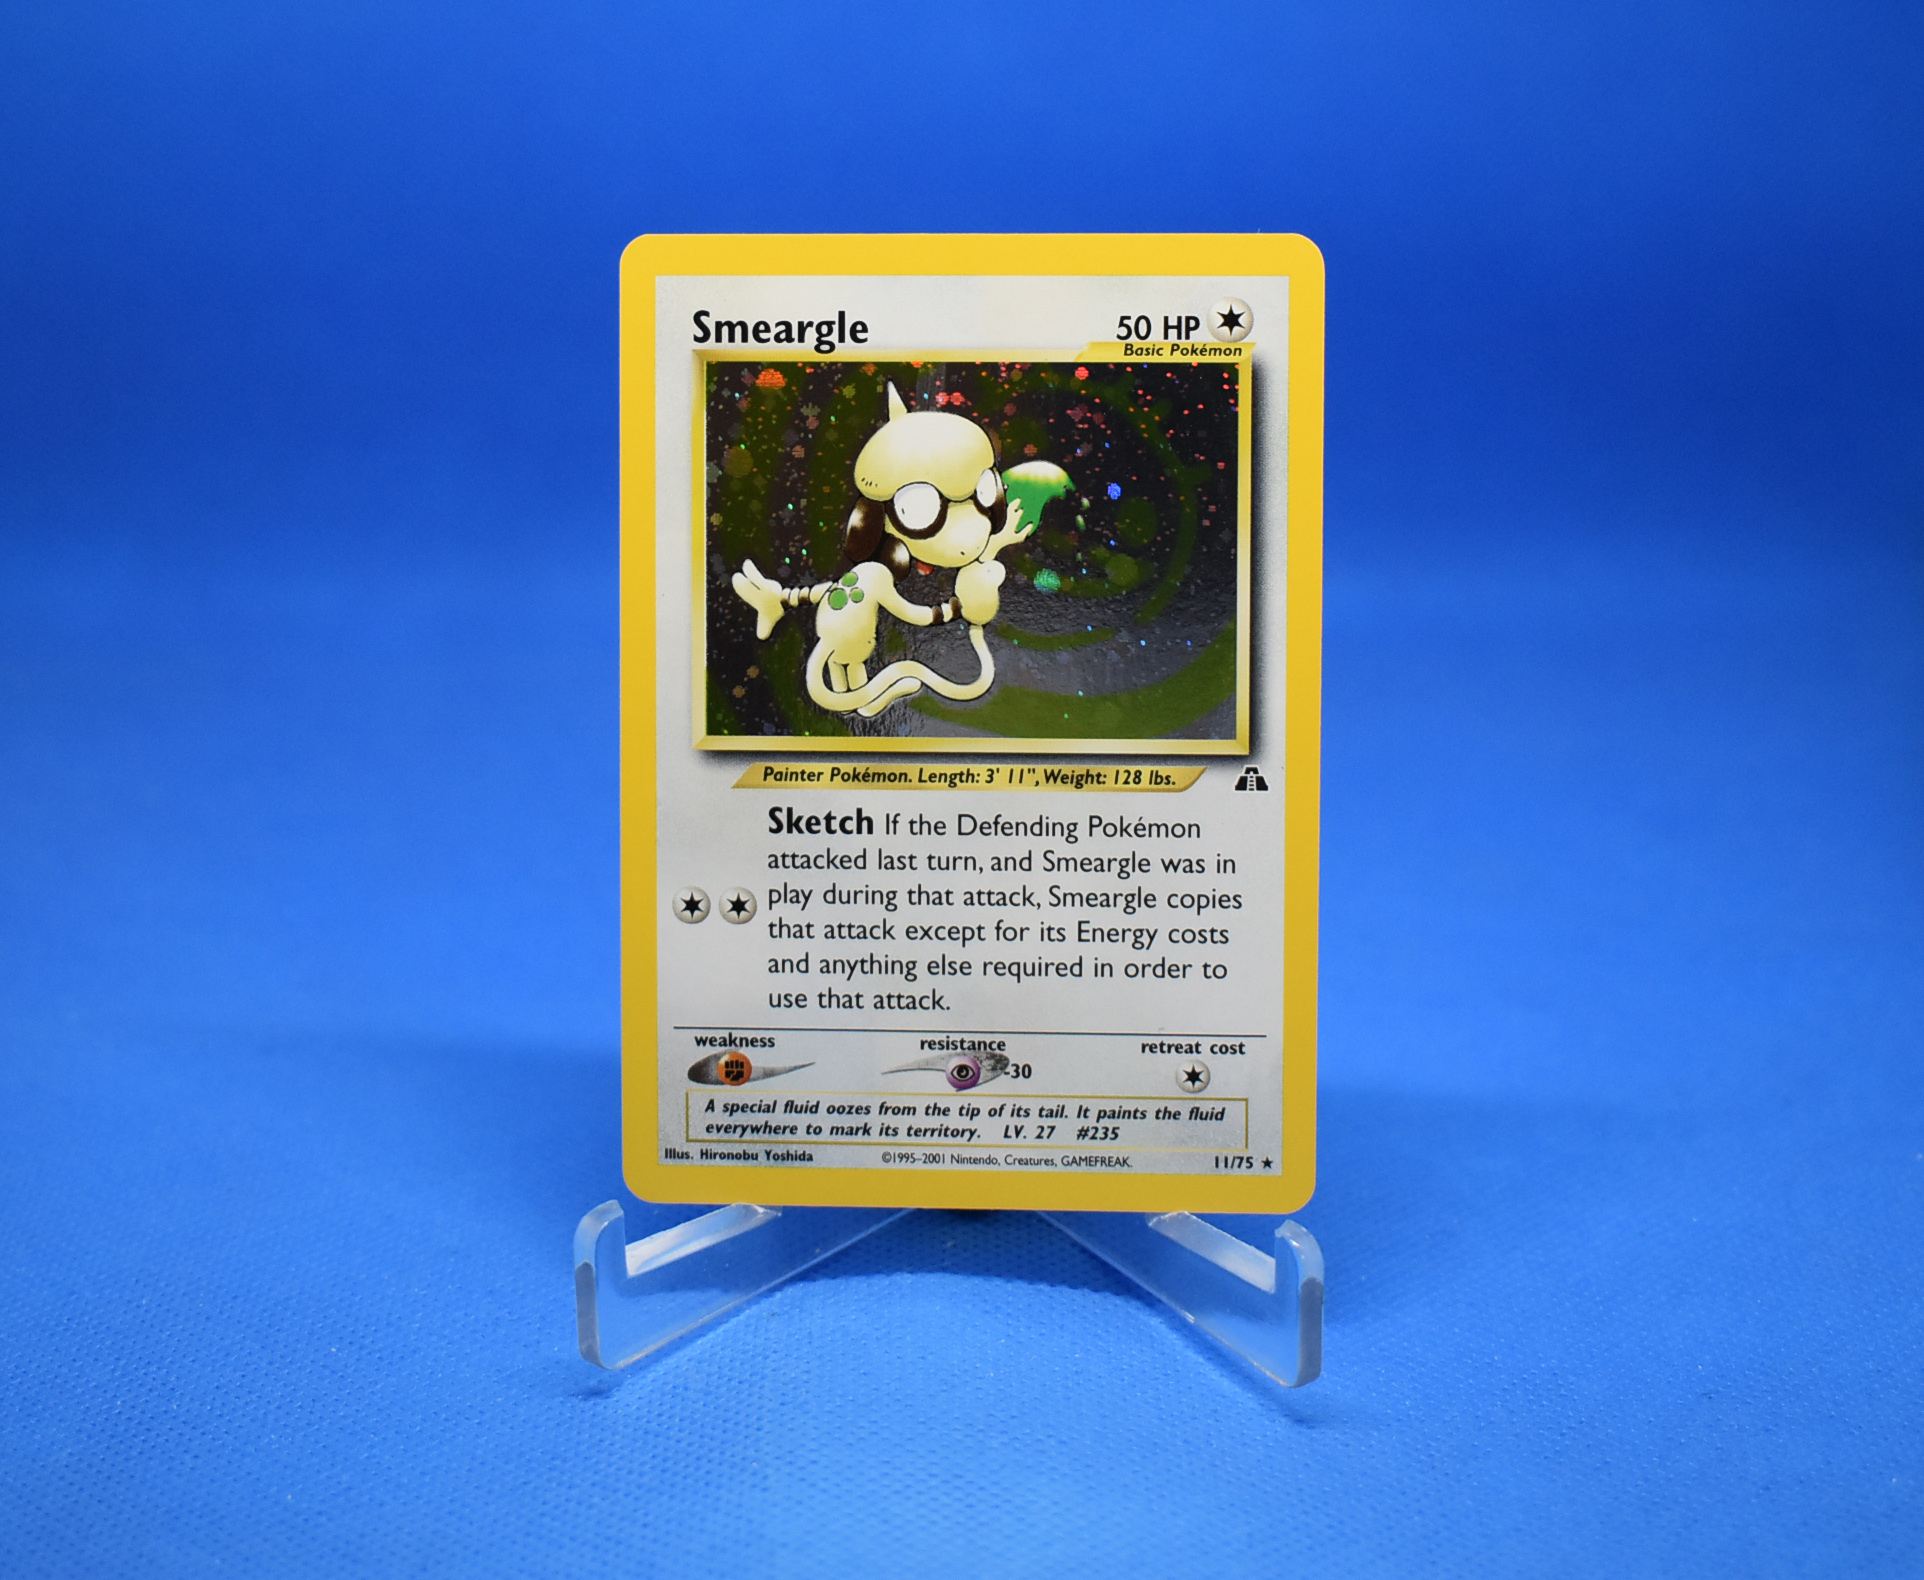 Smeargle
50 HP
Basic Pokémon
Painter Pokémon. Length: 3' 11", Weight: 128 lbs.
Sketch If the Defending Pokémon
attacked last turn, and Smeargle was in
play during that attack, Smeargle copies
that attack except for its Energy costs
and anything else required in order to
use that attack.
weakness
resistance
-30
retreat cost
A special fluid oozes from the tip of its tail. It paints the fluid
everywhere to mark its territory. LV. 27 #235
Illus. Hironobu Yoshida
©1995–2001 Nintendo, Creatures, GAMEFREAK.
11/75 ★